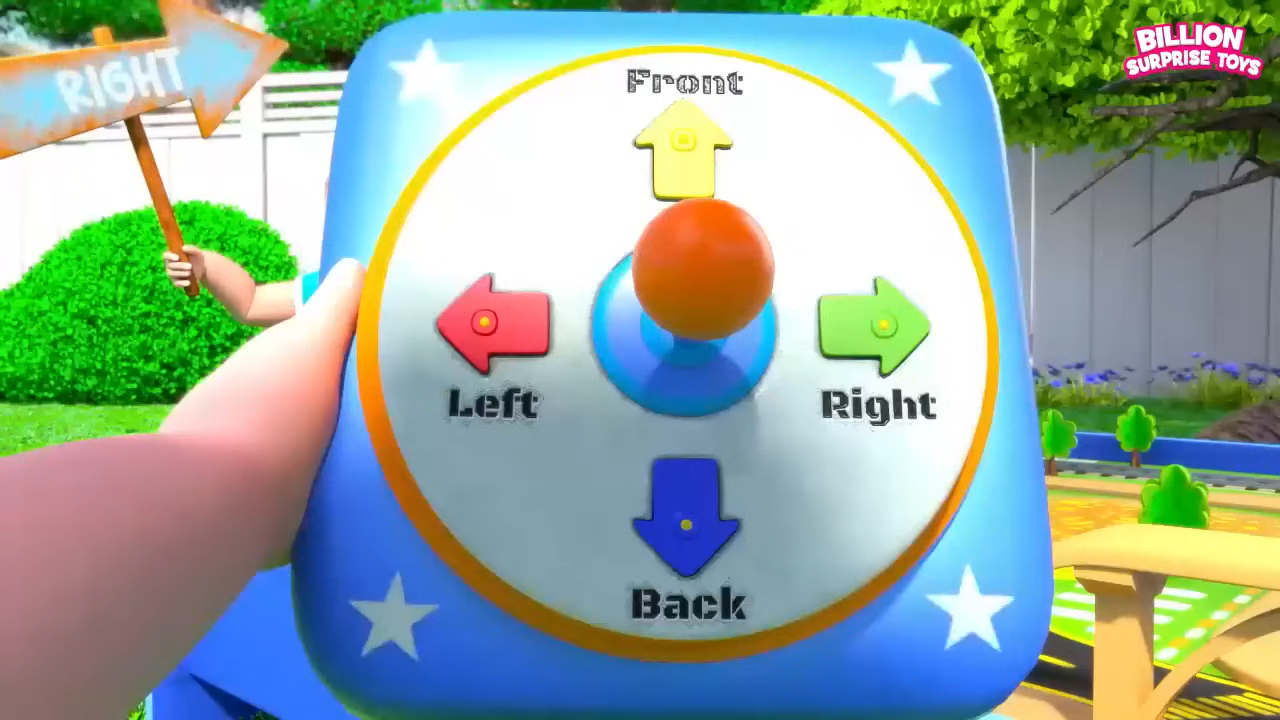 RIGHT
BILLION
SURPRISE TOYS
Front
Left
Right
Back